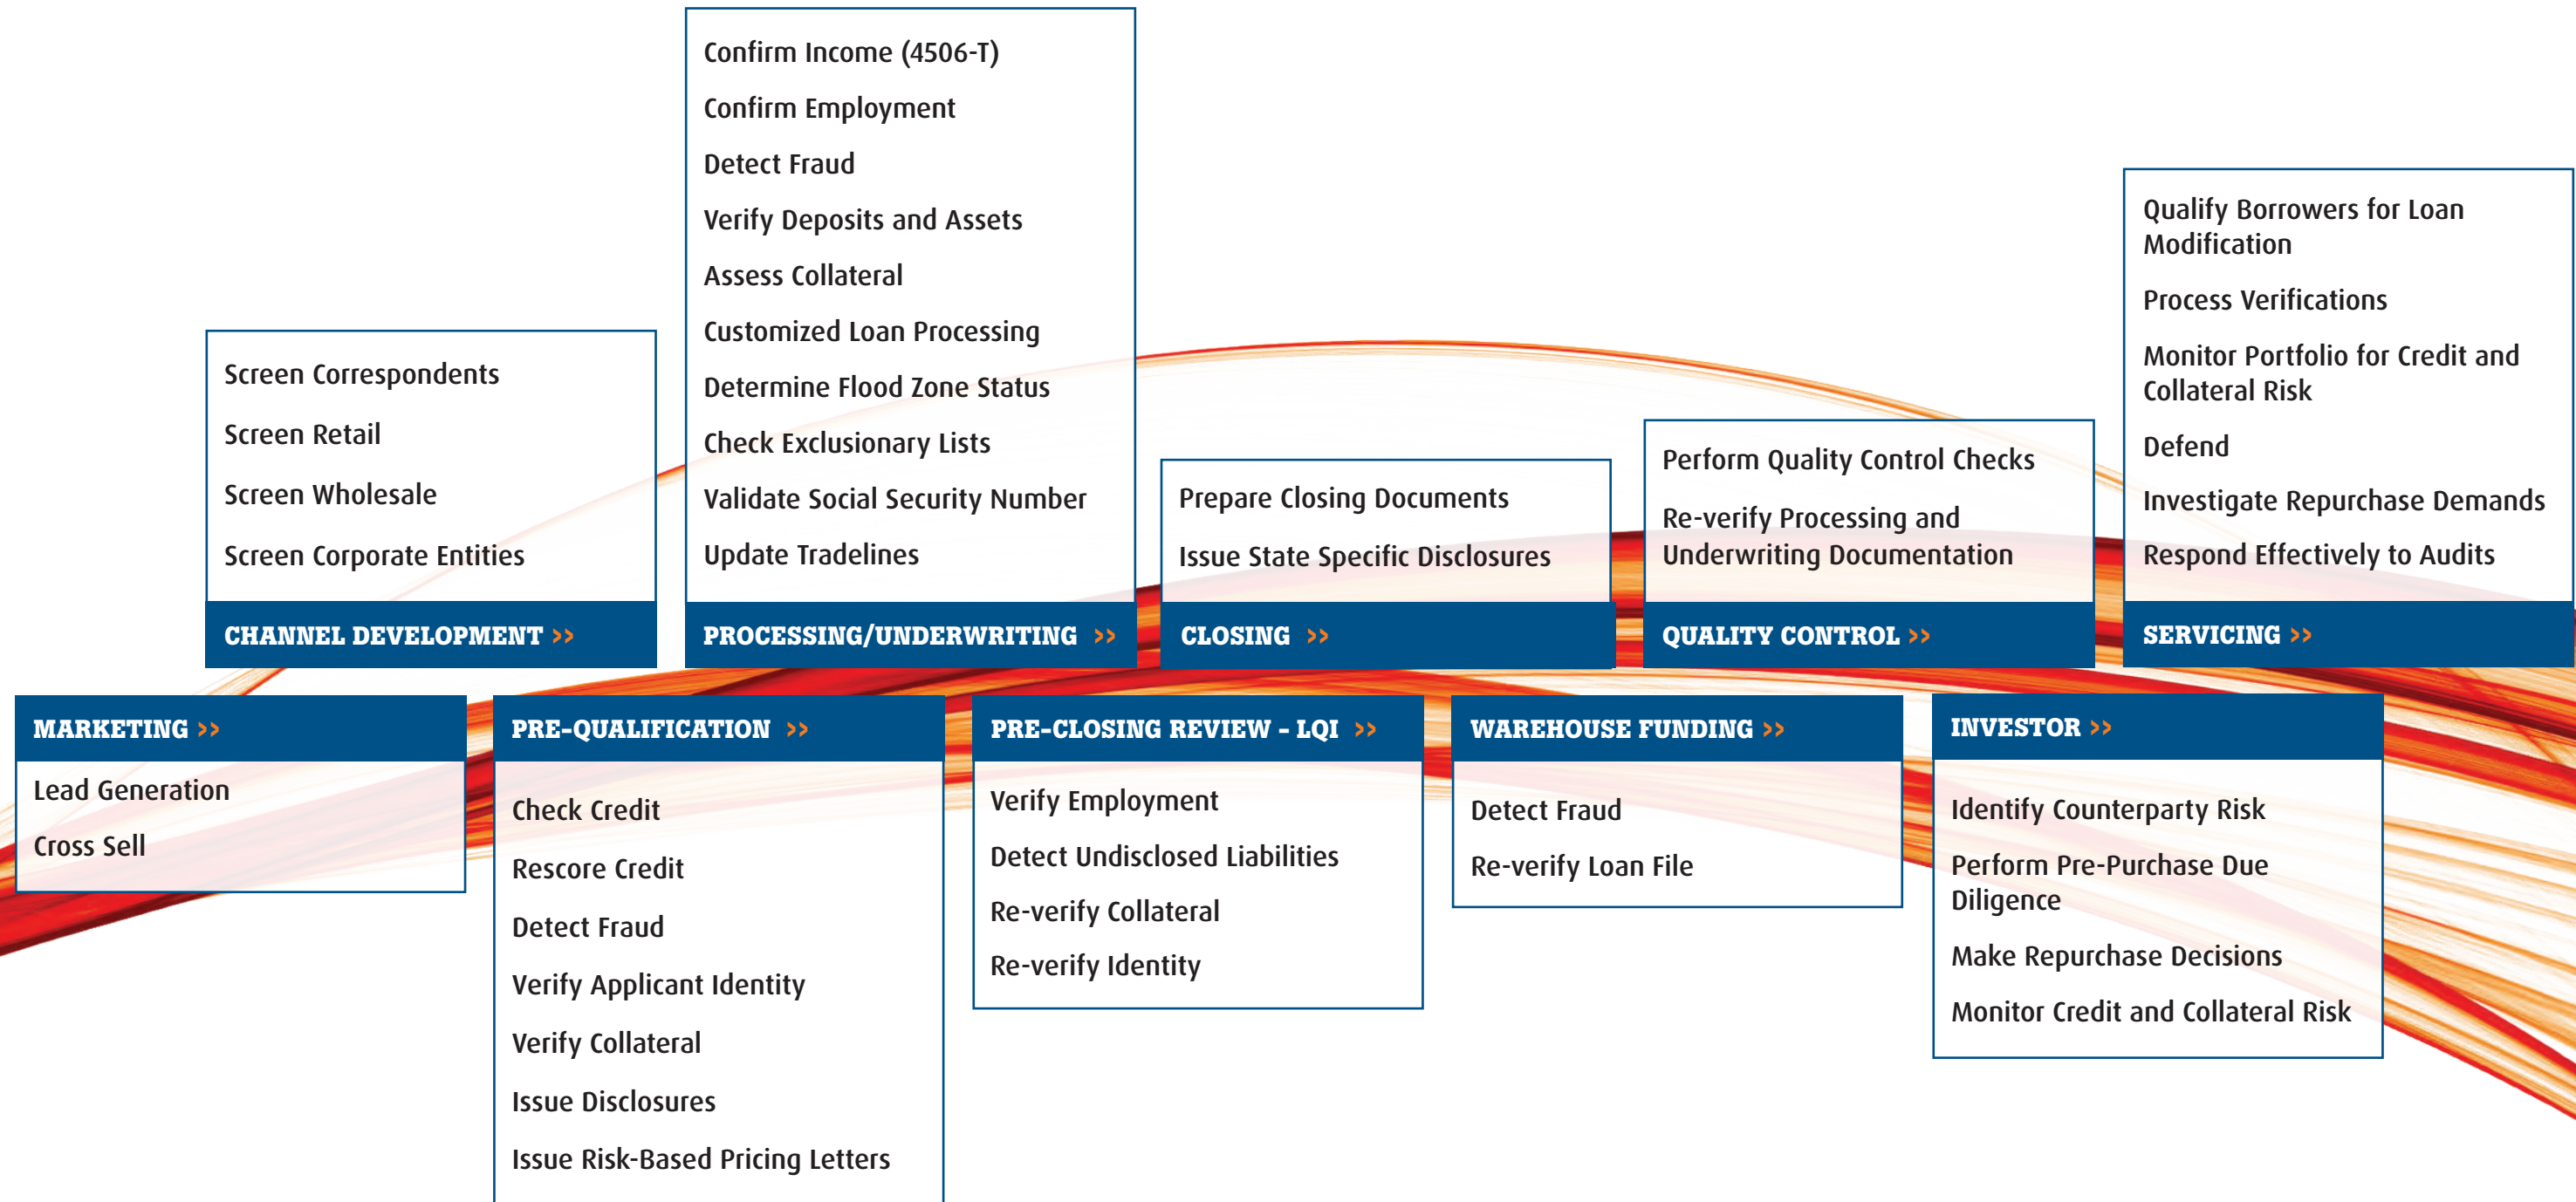 Confirm Income (4506-T)
Confirm Employment
Detect Fraud
Verify Deposits and Assets
Assess Collateral
Customized Loan Processing
Determine Flood Zone Status
Check Exclusionary Lists
Validate Social Security Number
Update Tradelines
PROCESSING/UNDERWRITING >>
Screen Correspondents
Screen Retail
Screen Wholesale
Screen Corporate Entities
CHANNEL DEVELOPMENT >>
Prepare Closing Documents
Issue State Specific Disclosures
CLOSING >>
Perform Quality Control Checks
Re-verify Processing and
Underwriting Documentation
QUALITY CONTROL >>
Qualify Borrowers for Loan
Modification
Process Verifications
Monitor Portfolio for Credit and
Collateral Risk
Defend
Investigate Repurchase Demands
Respond Effectively to Audits
SERVICING >>
MARKETING >>
Lead Generation
Cross Sell
PRE-QUALIFICATION >>
Check Credit
Rescore Credit
Detect Fraud
Verify Applicant Identity
Verify Collateral
Issue Disclosures
Issue Risk-Based Pricing Letters
PRE-CLOSING REVIEW - LQI >>
Verify Employment
Detect Undisclosed Liabilities
Re-verify Collateral
Re-verify Identity
WAREHOUSE FUNDING >>
Detect Fraud
Re-verify Loan File
INVESTOR >>
Identify Counterparty Risk
Perform Pre-Purchase Due
Diligence
Make Repurchase Decisions
Monitor Credit and Collateral Risk